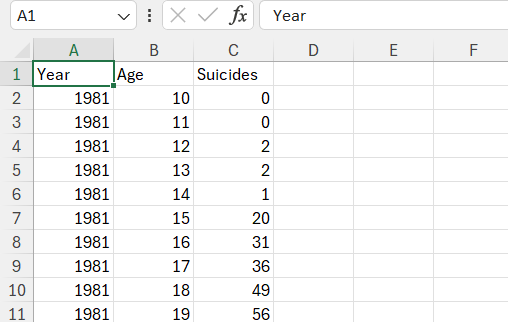 A1 fx Year
A B C D E F
1 Year Age Suicides
2 1981 10 0
3 1981 11 0
4 1981 12 2
5 1981 13 2
6 1981 14 1
7 1981 15 20
8 1981 16 31
9 1981 17 36
10 1981 18 49
11 1981 19 56